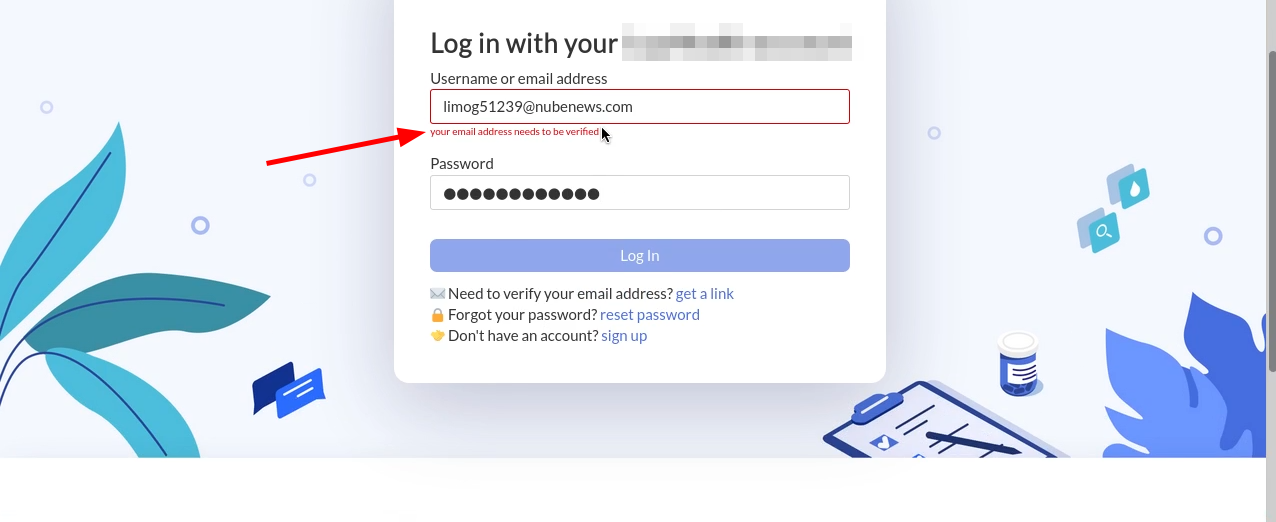 Log in with your
Username or email address
limog51239@nubenews.com
your email address needs to be verified
Password
Log In
Need to verify your email address? get a link
Forgot your password? reset password
Don't have an account? sign up